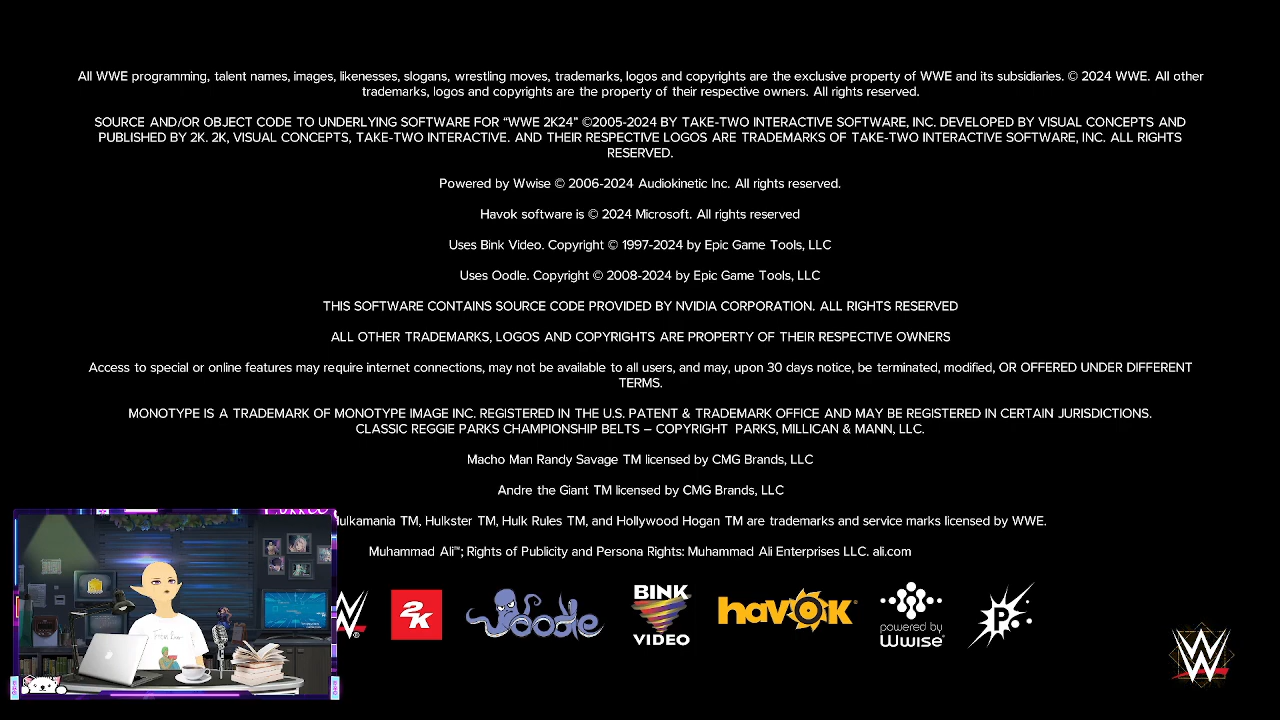 All WWE programming, talent names, images, likenesses, slogans, wrestling moves, trademarks, logos and copyrights are the exclusive property of WWE and its subsidiaries. © 2024 WWE. All other
trademarks, logos and copyrights are the property of their respective owners. All rights reserved.
SOURCE AND/OR OBJECT CODE TO UNDERLYING SOFTWARE FOR “WWE 2K24” ©2005-2024 BY TAKE-TWO INTERACTIVE SOFTWARE, INC. DEVELOPED BY VISUAL CONCEPTS AND
PUBLISHED BY 2K. 2K, VISUAL CONCEPTS, TAKE-TWO INTERACTIVE. AND THEIR RESPECTIVE LOGOS ARE TRADEMARKS OF TAKE-TWO INTERACTIVE SOFTWARE, INC. ALL RIGHTS
RESERVED.
Powered by Wwise © 2006-2024 Audiokinetic Inc. All rights reserved.
Havok software is © 2024 Microsoft. All rights reserved
Uses Bink Video. Copyright © 1997-2024 by Epic Game Tools, LLC
Uses Oodle. Copyright © 2008-2024 by Epic Game Tools, LLC
THIS SOFTWARE CONTAINS SOURCE CODE PROVIDED BY NVIDIA CORPORATION. ALL RIGHTS RESERVED
ALL OTHER TRADEMARKS, LOGOS AND COPYRIGHTS ARE PROPERTY OF THEIR RESPECTIVE OWNERS
Access to special or online features may require internet connections, may not be available to all users, and may, upon 30 days notice, be terminated, modified, OR OFFERED UNDER DIFFERENT
TERMS.
MONOTYPE IS A TRADEMARK OF MONOTYPE IMAGE INC. REGISTERED IN THE U.S. PATENT & TRADEMARK OFFICE AND MAY BE REGISTERED IN CERTAIN JURISDICTIONS.
CLASSIC REGGIE PARKS CHAMPIONSHIP BELTS – COPYRIGHT PARKS, MILLICAN & MANN, LLC.
Macho Man Randy Savage TM licensed by CMG Brands, LLC
Andre the Giant TM licensed by CMG Brands, LLC
Hulkamania TM, Hulkster TM, Hulk Rules TM, and Hollywood Hogan TM are trademarks and service marks licensed by WWE.
Muhammad Ali™; Rights of Publicity and Persona Rights: Muhammad Ali Enterprises LLC. ali.com
2K
oodle
BINK
VIDEO
havok®
powered by
wwise
P
W